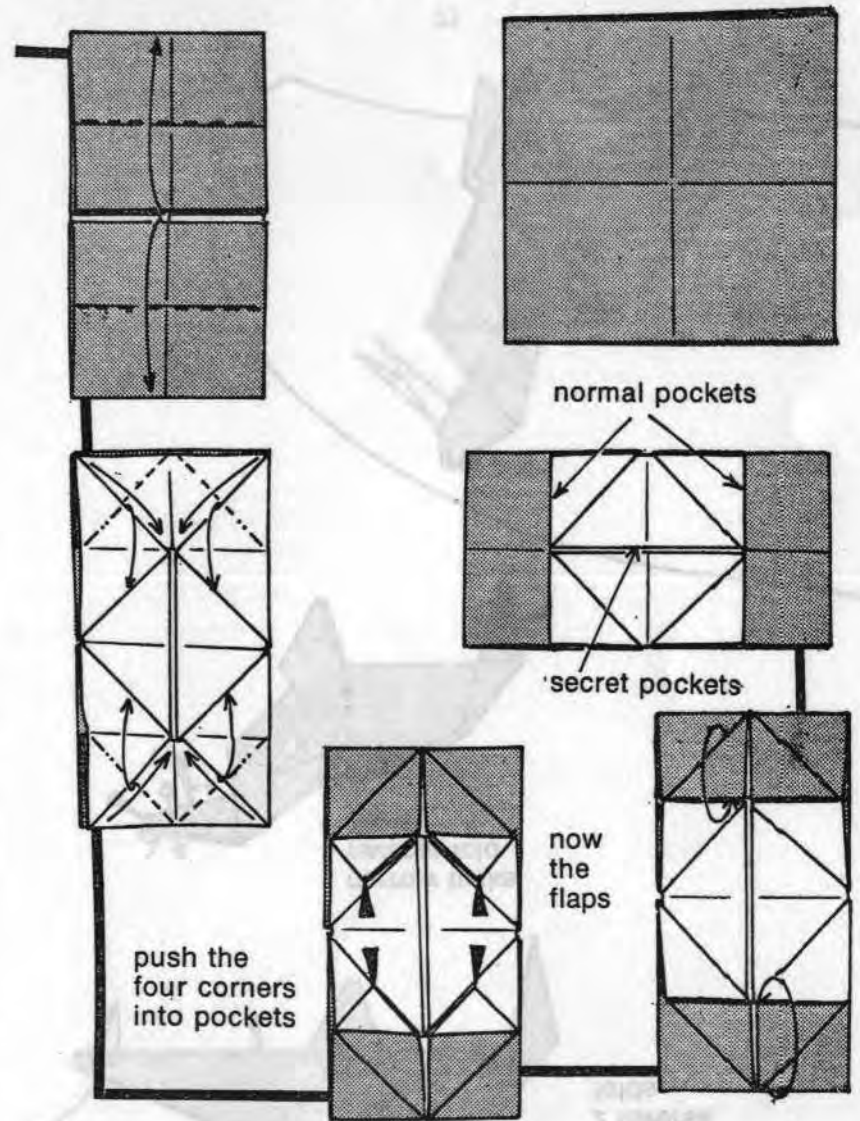 normal pockets
secret pockets
now
the
flaps
push the
four corners
into pockets